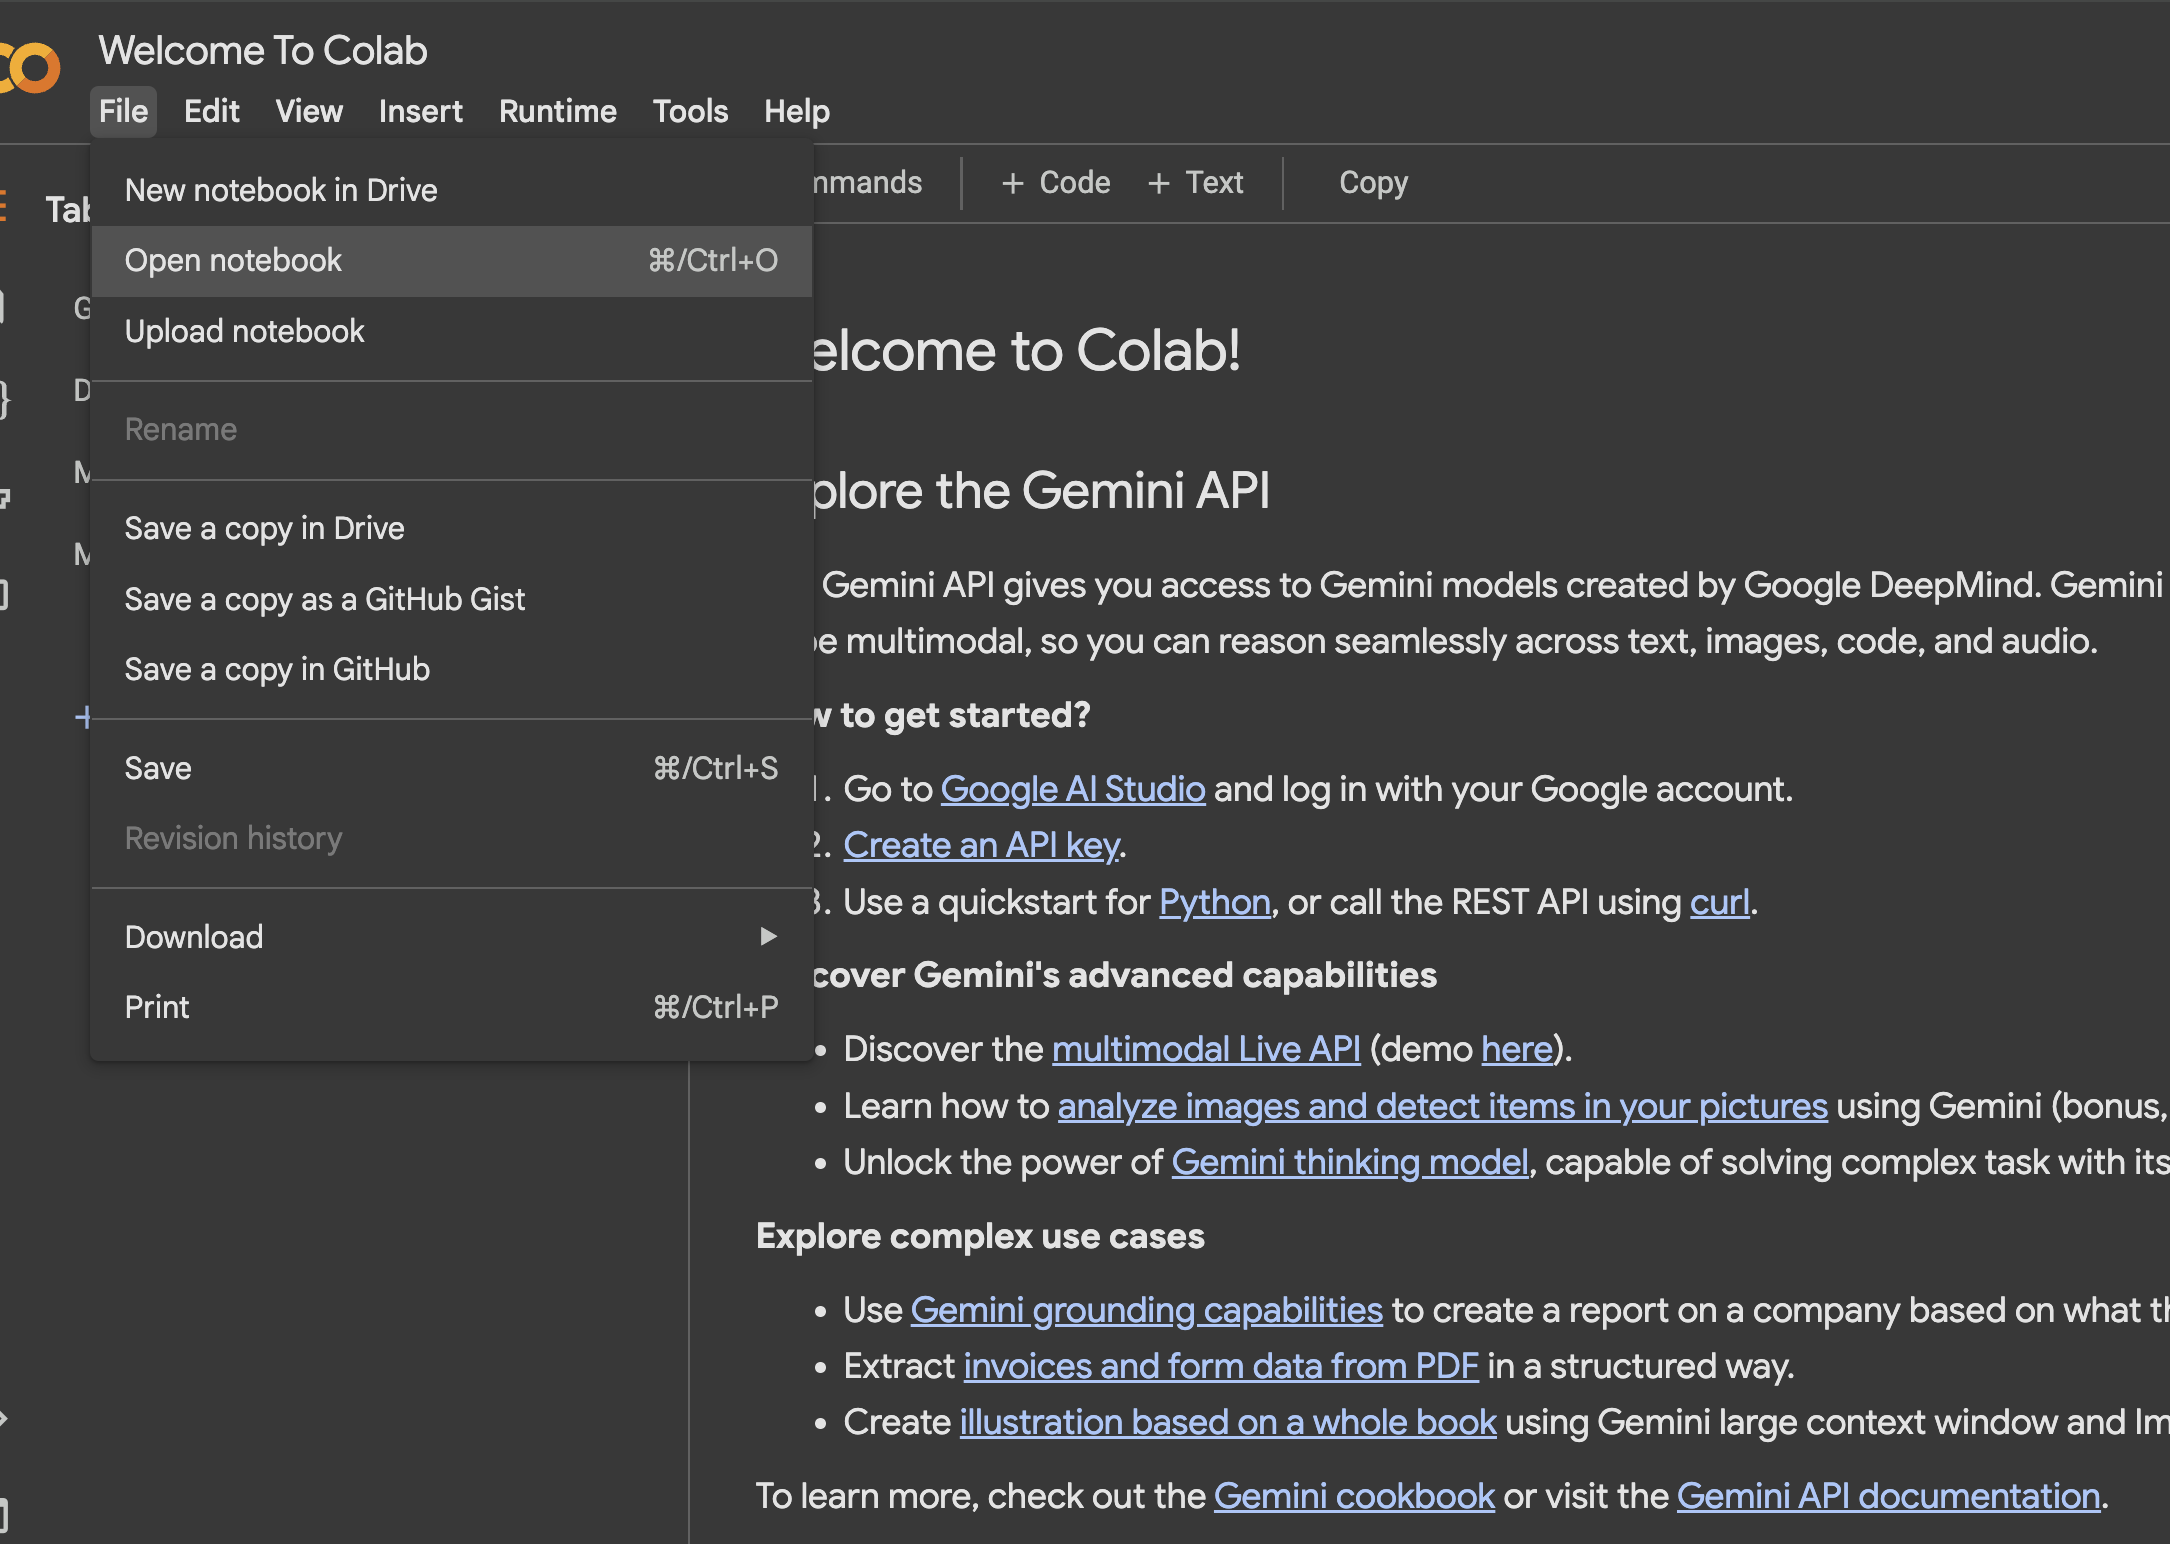 Welcome To Colab
File Edit View Insert Runtime Tools Help
New notebook in Drive
Open notebook ⌘/Ctrl+O
Upload notebook
Rename
Save a copy in Drive
Save a copy as a GitHub Gist
Save a copy in GitHub
Save ⌘/Ctrl+S
Revision history
Download
Print ⌘/Ctrl+P
+ Code + Text Copy
to Colab!
the Gemini API
Gemini API gives you access to Gemini models created by Google DeepMind. Gemini
multimodal, so you can reason seamlessly across text, images, code, and audio.
to get started?
Go to Google AI Studio and log in with your Google account.
2. Create an API key.
3. Use a quickstart for Python, or call the REST API using curl.
Gemini's advanced capabilities
• Discover the multimodal Live API (demo here).
• Learn how to analyze images and detect items in your pictures using Gemini (bonus,
• Unlock the power of Gemini thinking model, capable of solving complex task with its
Explore complex use cases
• Use Gemini grounding capabilities to create a report on a company based on what
• Extract invoices and form data from PDF in a structured way.
• Create illustration based on a whole book using Gemini large context window and
To learn more, check out the Gemini cookbook or visit the Gemini API documentation.